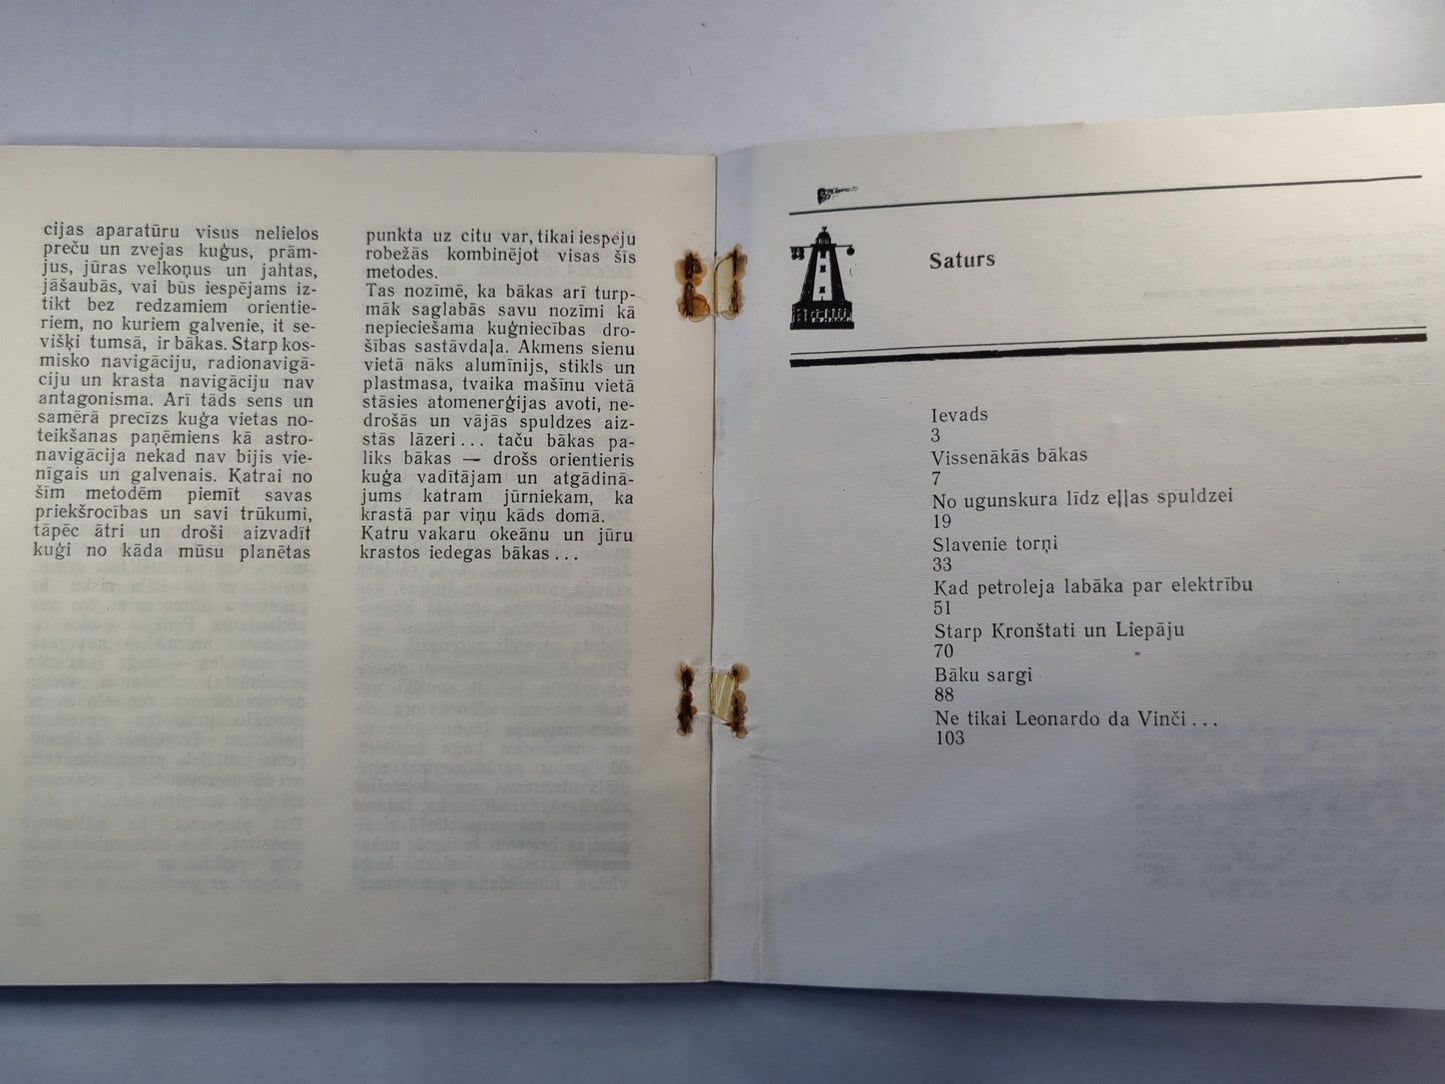 cijas aparatūru visus nelielos
preču un zvejas kuģus, prām-
jus, jūras velkoņus un jahtas,
jāšaubās, vai būs iespējams iz-
tikt bez redzamiem orientie-
riem, no kuriem galvenie, it se-
višķi tumsā, ir bākas. Starp kos-
misko navigāciju, radionavigā-
ciju un krasta navigāciju nav
antagonisma. Arī tāds sens un
samērā precīzs kuģa vietas no-
teikšanas paņēmiens kā astro-
navigācija nekad nav bijis vie-
nīgais un galvenais. Katrai no
šīm metodēm piemīt savas
priekšrocības un savi trūkumi,
tāpēc ātri un droši aizvadīt
kuģi no kāda mūsu planētas
punkta uz citu var, tikai iespēju
robežās kombinējot visas šīs
metodes.
Tas nozīmē, ka bākas arī turp-
māk saglabās savu nozīmi kā
nepieciešama kuģniecības dro-
šības sastāvdaļa. Akmens sienu
vietā nāks alumīnijs, stikls un
plastmasa, tvaika mašīnu vietā
stāsies atomenerģijas avoti, ne-
drošās un vājās spuldzes aiz-
stās lāzeri... taču bākas pa-
liks bākas — drošs orientieris
kuģa vadītājam un atgādinā-
jums katram jūrniekam, ka
krastā par viņu kāds domā.
Katru vakaru okeānu un jūru
krastos iedegas bākas...
Saturs
Ievads
3
Vissenākās bākas
7
No ugunskura līdz eļļas spuldzei
19
Slavenie torņi
33
Kad petroleja labāka par elektrību
51
Starp Kronštati un Liepāju
70
Bāku sargi
88
Ne tikai Leonardo da Vinči...
103